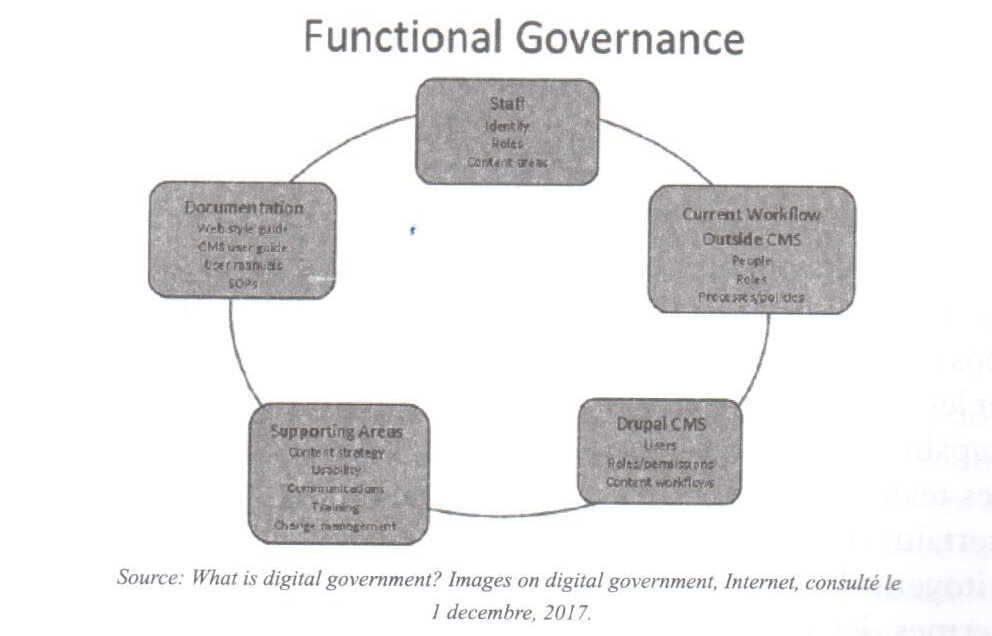 Functional Governance
Staff
Identify
Roles
Content areas
Current Workflow
Outside CMS
People
Roles
Processes/policies
Drupal CMS
Users
Roles/permissions
Content workflows
Supporting Areas
Content strategy
Usability
Communications
Training
Change management
Documentation
Web style guide
CMS user guide
User manuals
SOPs
Source: What is digital government? Images on digital government, Internet, consulté le
1 decembre, 2017.